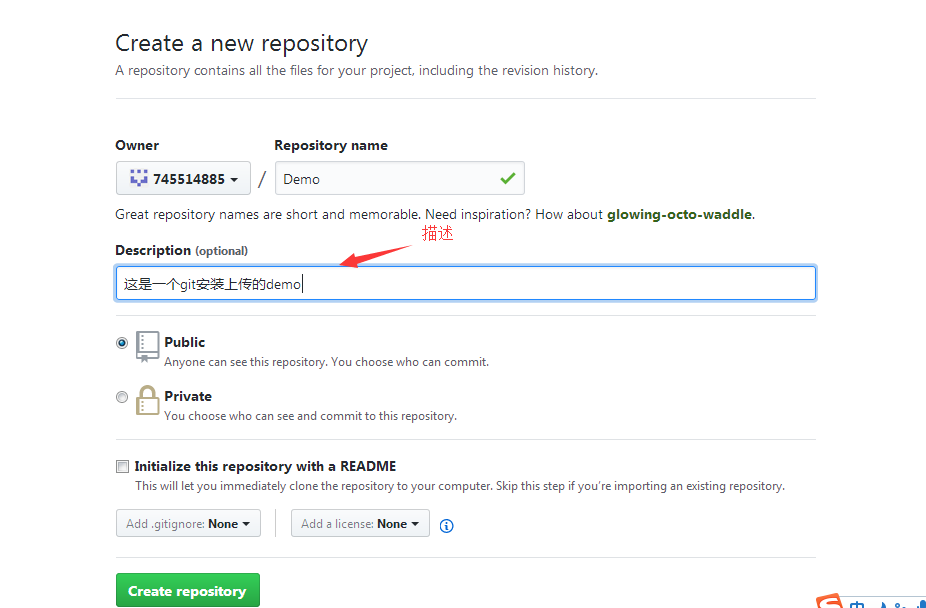 Create a new repository
A repository contains all the files for your project, including the revision history.
Owner Repository name
745514885 / Demo
Great repository names are short and memorable. Need inspiration? How about glowing-octo-waddle.
描述
Description (optional)
这是一个git安装上传的demo
Public
Anyone can see this repository. You choose who can commit.
Private
You choose who can see and commit to this repository.
Initialize this repository with a README
This will let you immediately clone the repository to your computer. Skip this step if you’re importing an existing repository.
Add .gitignore: None Add a license: None
Create repository